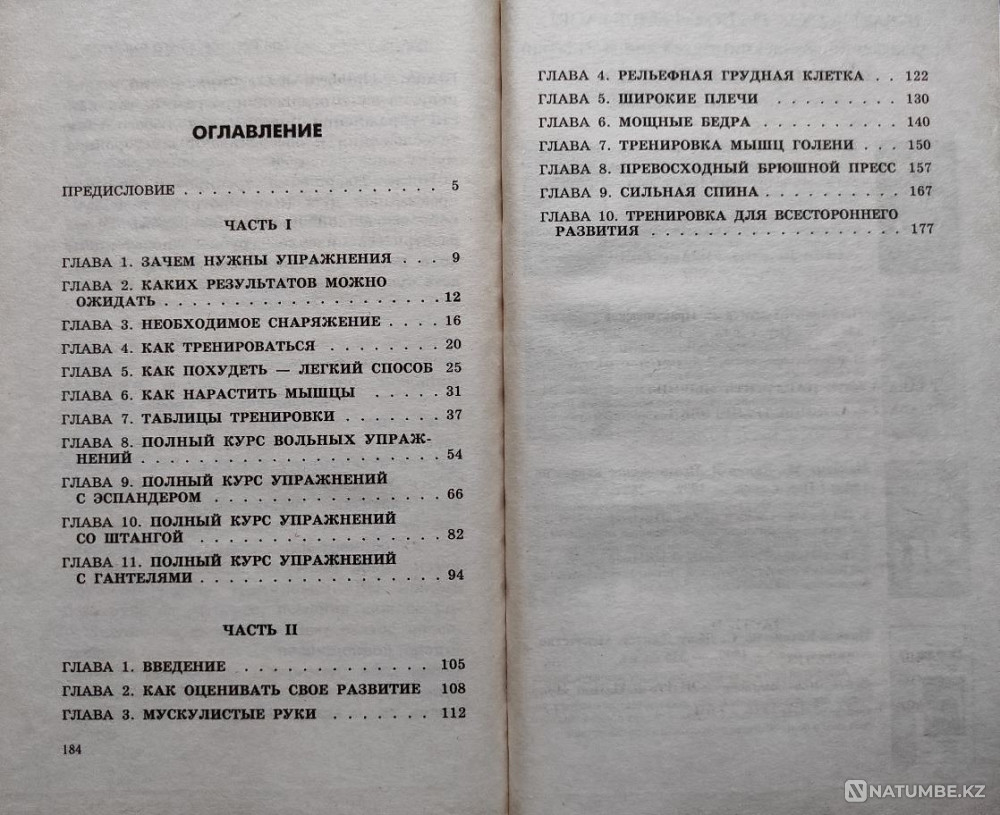 ОГЛАВЛЕНИЕ
ПРЕДИСЛОВИЕ . . . . . . . . . . . . . . . . . . 5
ЧАСТЬ I
ГЛАВА 1. ЗАЧЕМ НУЖНЫ УПРАЖНЕНИЯ . . . 9
ГЛАВА 2. КАКИХ РЕЗУЛЬТАТОВ МОЖНО
ОЖИДАТЬ . . . . . . . . . . . . . . . . . . 12
ГЛАВА 3. НЕОБХОДИМОЕ СНАРЯЖЕНИЕ . . . . 16
ГЛАВА 4. КАК ТРЕНИРОВАТЬСЯ . . . . . . . . 20
ГЛАВА 5. КАК ПОХУДЕТЬ — ЛЕГКИЙ СПОСОБ 25
ГЛАВА 6. КАК НАРАСТИТЬ МЫШЦЫ . . . . . 31
ГЛАВА 7. ТАБЛИЦЫ ТРЕНИРОВКИ . . . . . . . 37
ГЛАВА 8. ПОЛНЫЙ КУРС ВОЛЬНЫХ УПРАЖ-
НЕНИЙ . . . . . . . . . . . . . . . . . . . 54
ГЛАВА 9. ПОЛНЫЙ КУРС УПРАЖНЕНИЙ
С ЭСПАНДЕРОМ . . . . . . . . . . . . . . . 66
ГЛАВА 10. ПОЛНЫЙ КУРС УПРАЖНЕНИЙ
СО ШТАНГОЙ . . . . . . . . . . . . . . . . 82
ГЛАВА 11. ПОЛНЫЙ КУРС УПРАЖНЕНИЙ
С ГАНТЕЛЯМИ . . . . . . . . . . . . . . . . 94
ЧАСТЬ II
ГЛАВА 1. ВВЕДЕНИЕ . . . . . . . . . . . . 105
ГЛАВА 2. КАК ОЦЕНИВАТЬ СВОЕ РАЗВИТИЕ 108
ГЛАВА 3. МУСКУЛИСТЫЕ РУКИ . . . . . . . 112
184
ГЛАВА 4. РЕЛЬЕФНАЯ ГРУДНАЯ КЛЕТКА . . 122
ГЛАВА 5. ШИРОКИЕ ПЛЕЧИ . . . . . . . . . 130
ГЛАВА 6. МОЩНЫЕ БЕДРА . . . . . . . . . . 140
ГЛАВА 7. ТРЕНИРОВКА МЫШЦ ГОЛЕНИ . . . 150
ГЛАВА 8. ПРЕВОСХОДНЫЙ БРЮШНОЙ ПРЕСС 157
ГЛАВА 9. СИЛЬНАЯ СПИНА . . . . . . . . . . 167
ГЛАВА 10. ТРЕНИРОВКА ДЛЯ ВСЕСТОРОННЕГО
РАЗВИТИЯ . . . . . . . . . . . . . . . . . . 177
NATUMBE.KZ